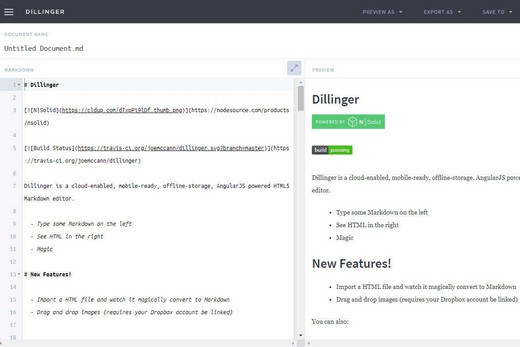 DILLINGER
PREVIEW AS
EXPORT AS
SAVE TO
DOCUMENT NAME
Untitled Document.md
MARKDOWN
PREVIEW
1 # Dillinger
2
3 [![N|Solid](https://cldup.com/dTxpPi9lDf.thumb.png)](https://nodesource.com/products
/nsolid)
4
5 [![Build Status](https://travis-ci.org/joemccann/dillinger.svg?branch=master)](https
://travis-ci.org/joemccann/dillinger)
6
7 Dillinger is a cloud-enabled, mobile-ready, offline-storage, AngularJS powered HTML5
Markdown editor.
8
9 - Type some Markdown on the left
10 - See HTML in the right
11 - Magic
12
13 # New Features!
14
15 - Import a HTML file and watch it magically convert to Markdown
16 - Drag and drop images (requires your Dropbox account be linked)
17
18
Dillinger
POWERED BY N|Solid
build passing
Dillinger is a cloud-enabled, mobile-ready, offline-storage, AngularJS pow
editor.
• Type some Markdown on the left
• See HTML in the right
• Magic
New Features!
• Import a HTML file and watch it magically convert to Markdown
• Drag and drop images (requires your Dropbox account be linked)
You can also: